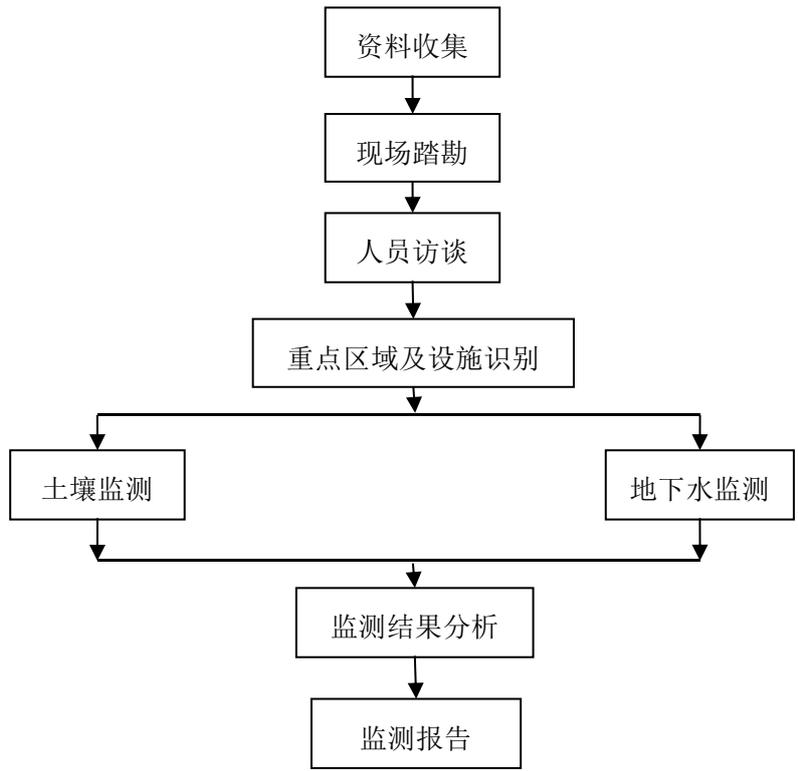 资料收集
现场踏勘
人员访谈
重点区域及设施识别
土壤监测
地下水监测
监测结果分析
监测报告